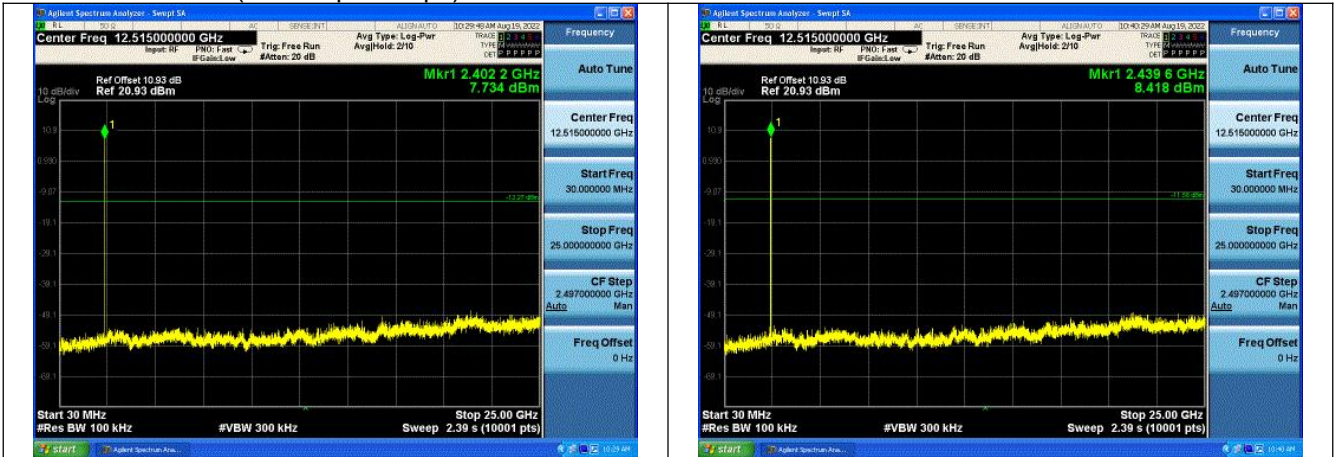 Agilent Spectrum Analyzer - Swept SA
RL 50 Ω AC SENSE:INT ALIGNAUTO 10:29:48 AM Aug 19, 2022
Center Freq 12.515000000 GHz
Input: RF PNO: Fast IFGain:Low
Trig: Free Run
#Atten: 20 dB
Avg Type: Log-Pwr
Avg|Hold: 2/10
TRACE 1 2 3 4 5
TYPE M
DET P P P P P
Ref Offset 10.93 dB
Ref 20.93 dBm
10 dB/div
Log
Mkr1 2.402 2 GHz
7.734 dBm
1
10.9
0.930
-9.07
-13.27 dBm
-19.1
-29.1
-39.1
-49.1
-59.1
-69.1
Start 30 MHz
Stop 25.00 GHz
#Res BW 100 kHz
#VBW 300 kHz
Sweep 2.39 s (10001 pts)
Frequency
Auto Tune
Center Freq
12.515000000 GHz
Start Freq
30.000000 MHz
Stop Freq
25.000000000 GHz
CF Step
2.497000000 GHz
Auto Man
Freq Offset
0 Hz
start Agilent Spectrum Ana... 10:29 AM
Agilent Spectrum Analyzer - Swept SA
RL 50 Ω AC SENSE:INT ALIGNAUTO 10:40:29 AM Aug 19, 2022
Center Freq 12.515000000 GHz
Input: RF PNO: Fast IFGain:Low
Trig: Free Run
#Atten: 20 dB
Avg Type: Log-Pwr
Avg|Hold: 2/10
TRACE 1 2 3 4 5
TYPE M
DET P P P P P
Ref Offset 10.93 dB
Ref 20.93 dBm
10 dB/div
Log
Mkr1 2.439 6 GHz
8.418 dBm
1
10.9
0.930
-9.07
-11.58 dBm
-19.1
-29.1
-39.1
-49.1
-59.1
-69.1
Start 30 MHz
Stop 25.00 GHz
#Res BW 100 kHz
#VBW 300 kHz
Sweep 2.39 s (10001 pts)
Frequency
Auto Tune
Center Freq
12.515000000 GHz
Start Freq
30.000000 MHz
Stop Freq
25.000000000 GHz
CF Step
2.497000000 GHz
Auto Man
Freq Offset
0 Hz
start Agilent Spectrum Ana... 10:40 AM